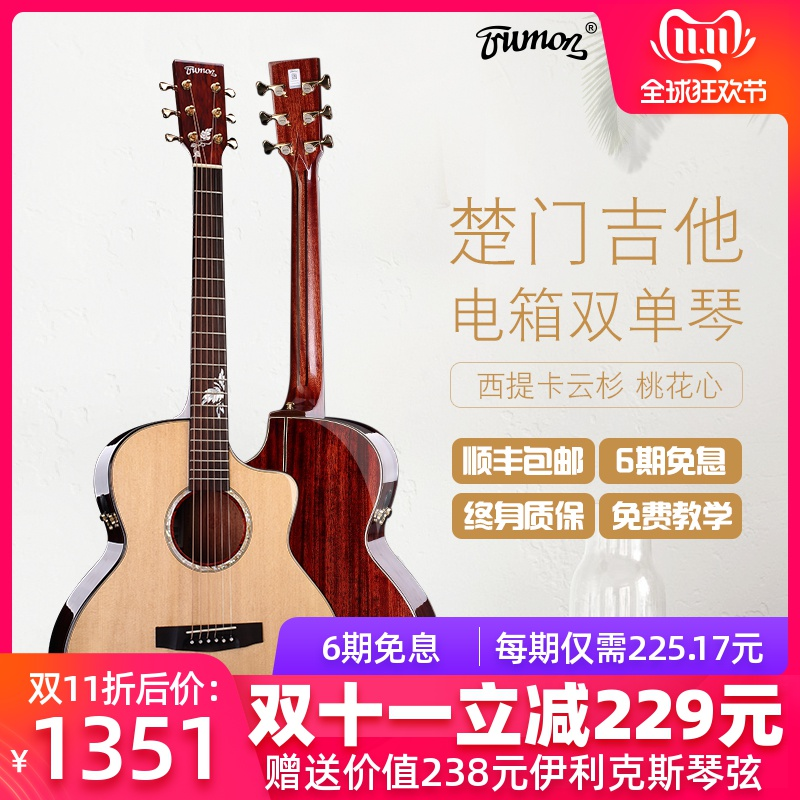 Trumon®
11.11
全球狂欢节
楚门吉他
电箱双单琴
西提卡云杉 桃花心
顺丰包邮 6期免息
终身质保 免费教学
6期免息 每期仅需225.17元
双11折后价：
¥1351
双十一立减229元
赠送价值238元伊利克斯琴弦